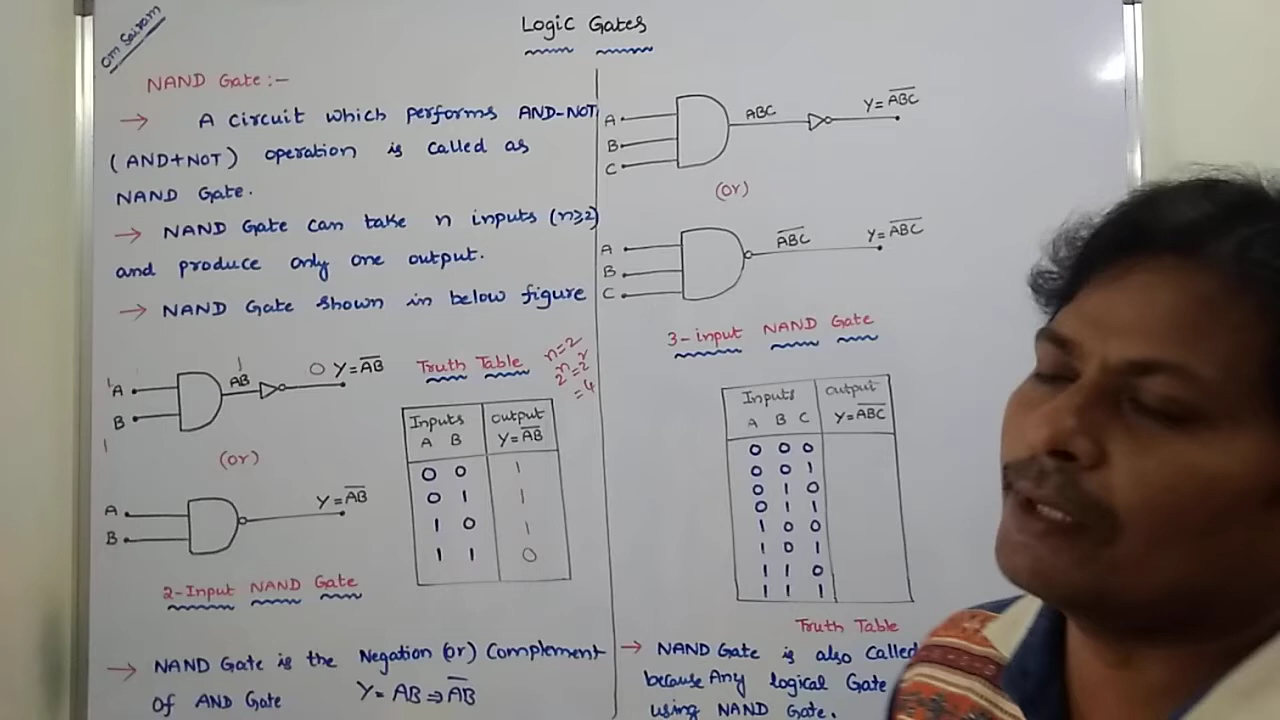 Om Sairam
Logic Gates
NAND Gate:-
→ A circuit which performs AND-NOT
(AND+NOT) operation is called as
NAND Gate.
→ NAND Gate can take n inputs (n≥2)
and produce only one output.
→ NAND Gate shown in below figure
1 A
B
1
1
AB
0 Y=A̅B̅
(or)
A
B
Y=A̅B̅
2-Input NAND Gate
Truth Table
n=2
2ⁿ=2²
=4
Inputs output
A B Y=A̅B̅
0 0 1
0 1 1
1 0 1
1 1 0
→ NAND Gate is the Negation (or) Complement
of AND Gate Y=AB⇒A̅B̅
A
B
C
ABC
Y=A̅B̅C̅
(or)
A
B
C
A̅B̅C̅
Y=A̅B̅C̅
3-input NAND Gate
Inputs output
A B C Y=A̅B̅C̅
0 0 0
0 0 1
0 1 0
0 1 1
1 0 0
1 0 1
1 1 0
1 1 1
Truth Table
→ NAND Gate is also Called
because Any logical Gate
using NAND Gate.